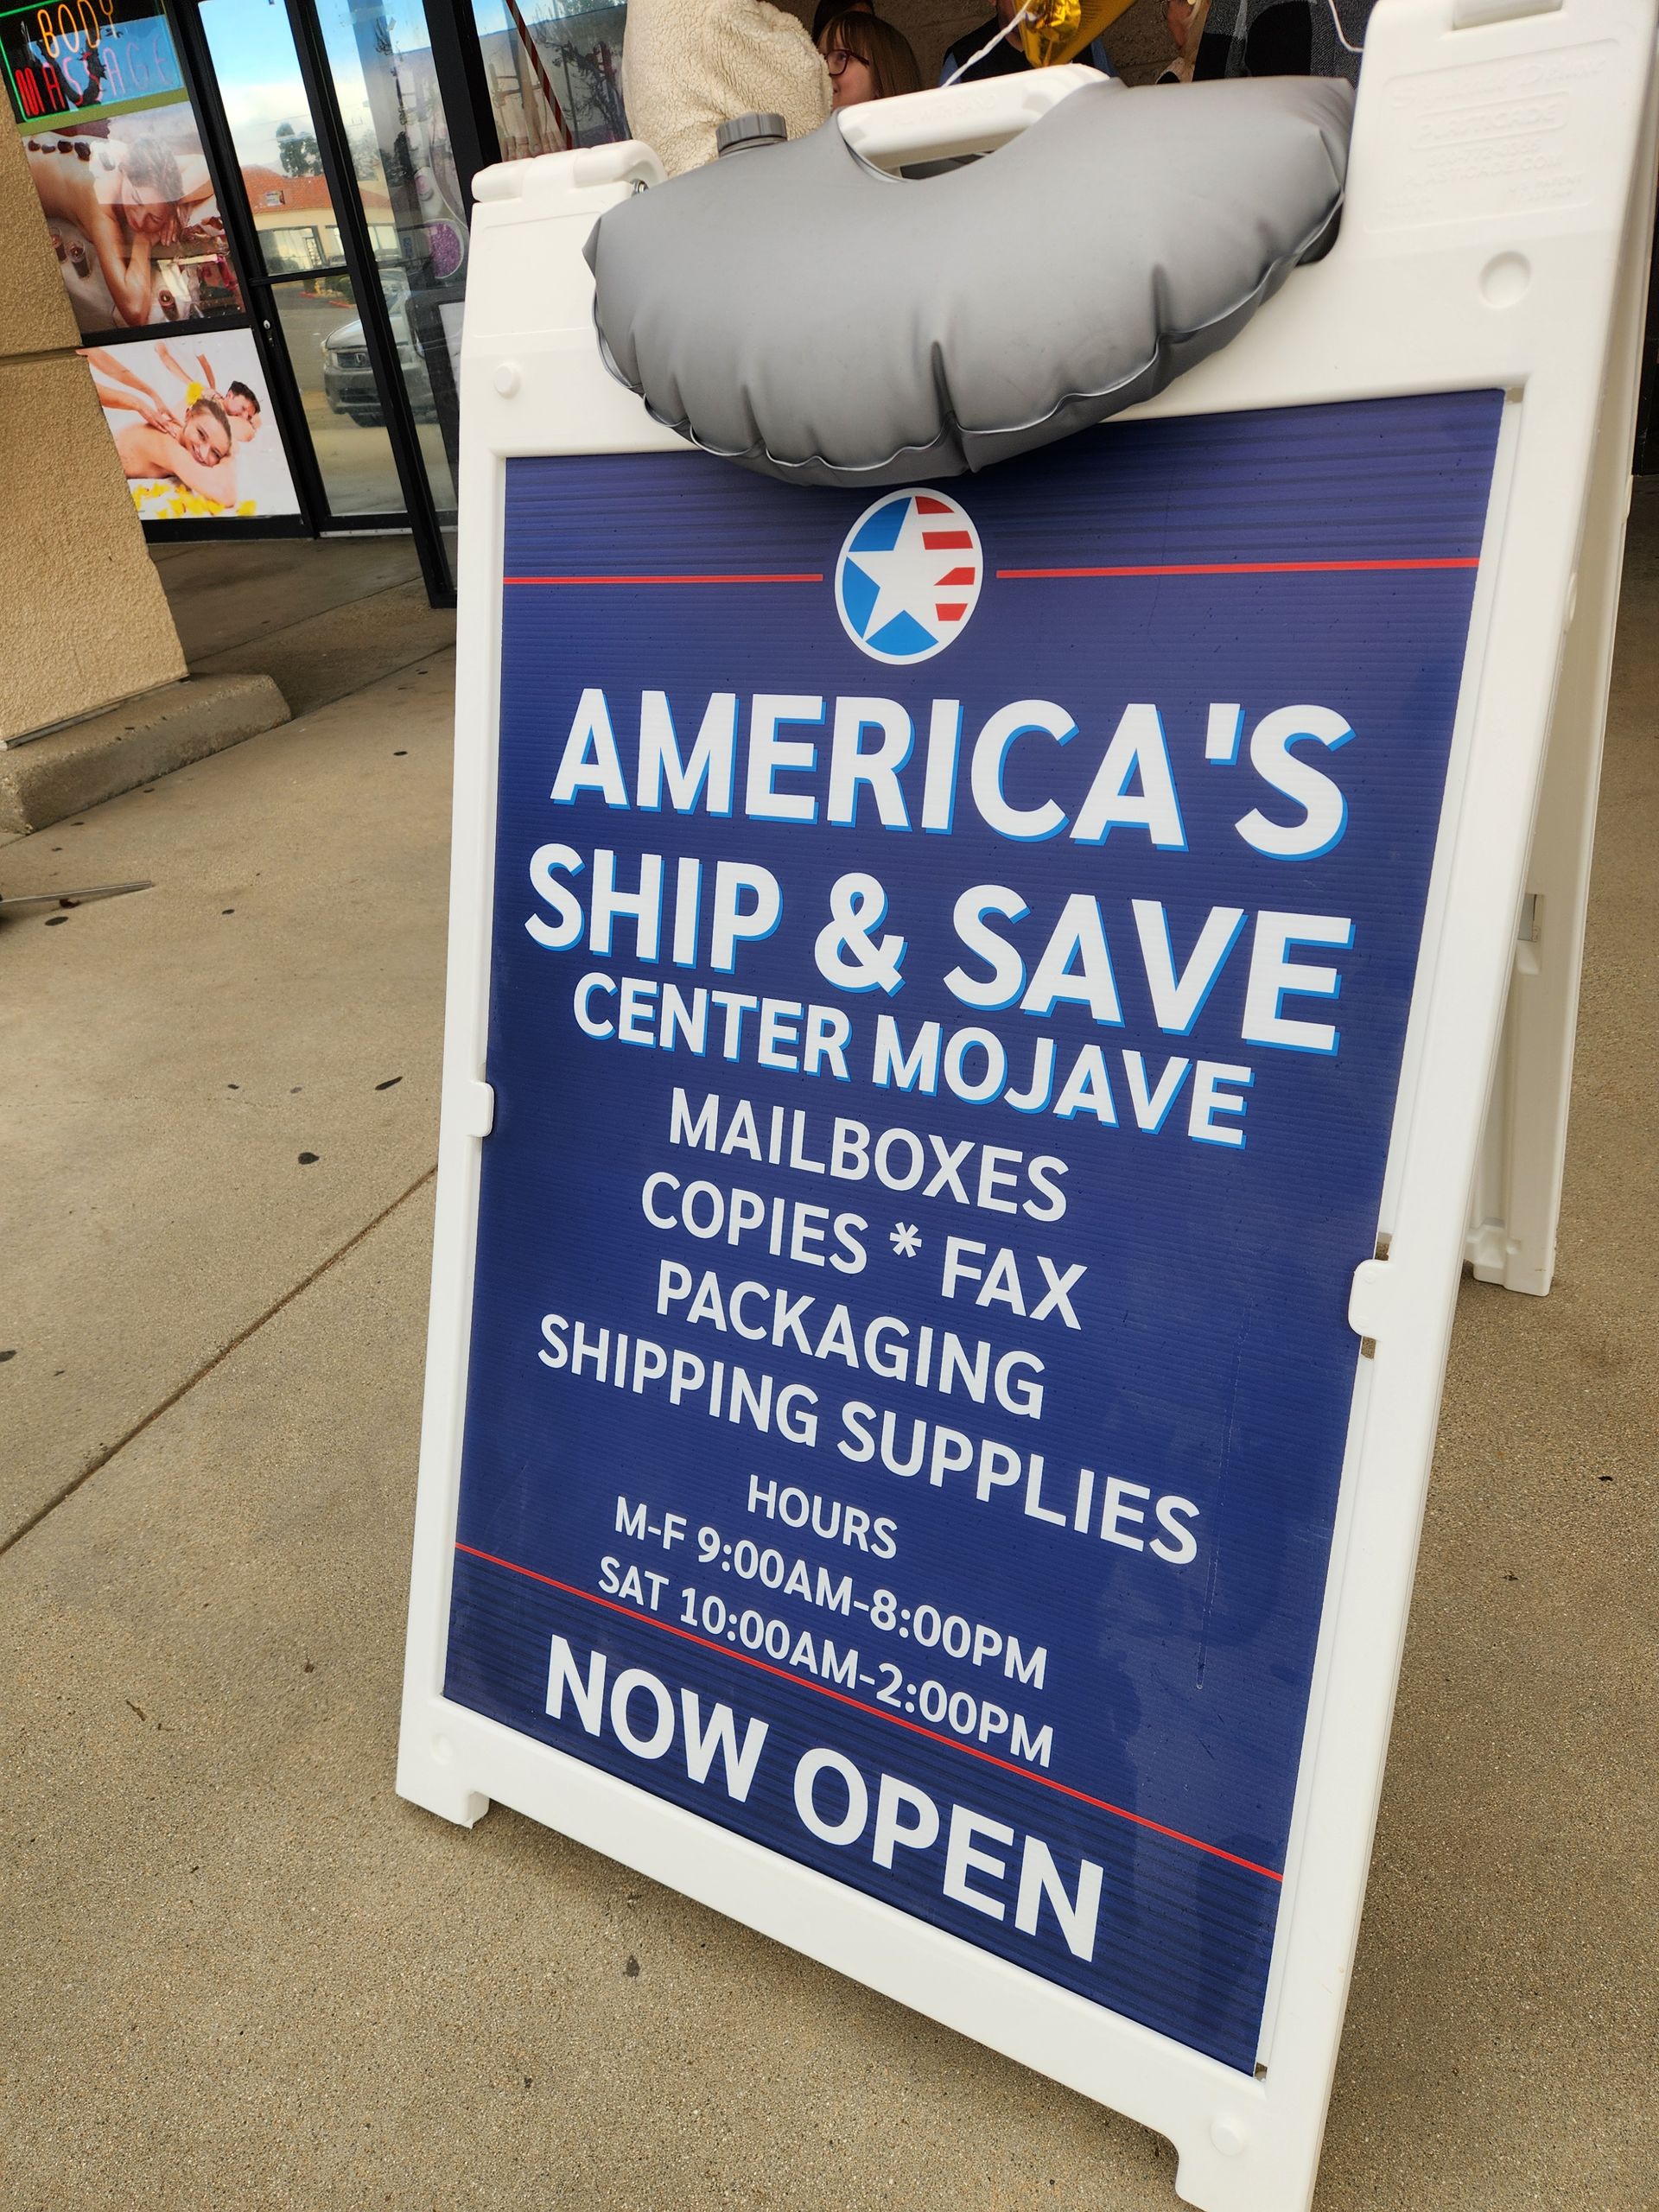 BODY
MASSAGE
AMERICA'S
SHIP & SAVE
CENTER MOJAVE
MAILBOXES
COPIES * FAX
PACKAGING
SHIPPING SUPPLIES
HOURS
M-F 9:00AM-8:00PM
SAT 10:00AM-2:00PM
NOW OPEN